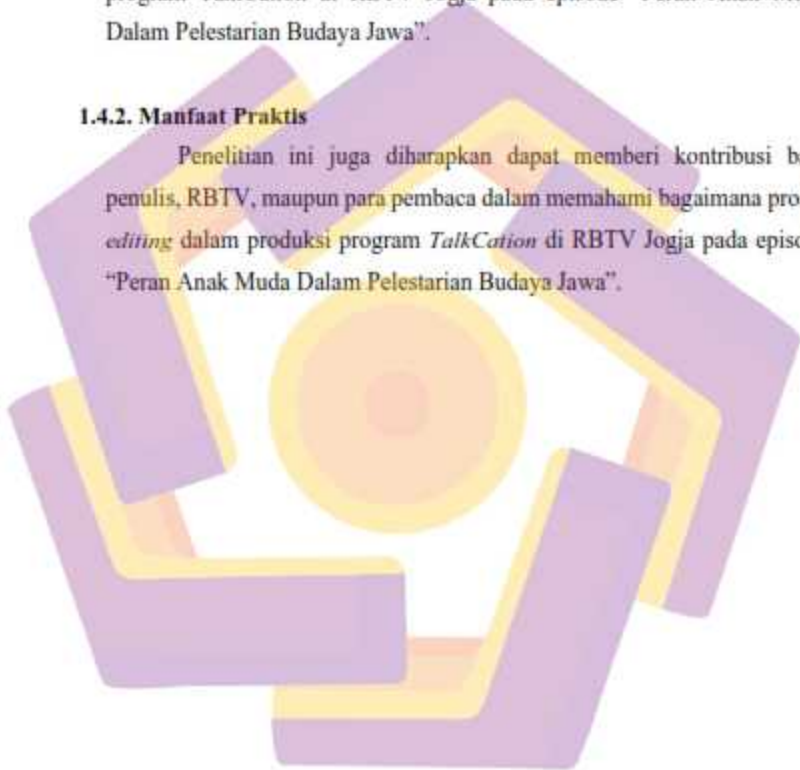 Dalam Pelestarian Budaya Jawa”.
1.4.2. Manfaat Praktis
Penelitian ini juga diharapkan dapat memberi kontribusi
penulis, RBTV, maupun para pembaca dalam memahami bagaimana
editing dalam produksi program TalkCation di RBTV Jogja pada
“Peran Anak Muda Dalam Pelestarian Budaya Jawa”.